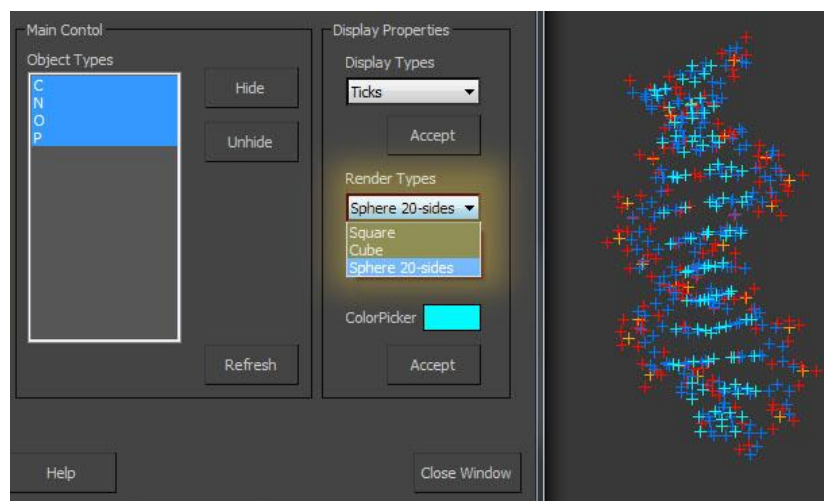 Main Contol
Object Types
C
N
O
P
Hide
Unhide
Refresh
Display Properties
Display Types
Ticks
Accept
Render Types
Sphere 20-sides
Square
Cube
Sphere 20-sides
ColorPicker
Accept
Help
Close Window